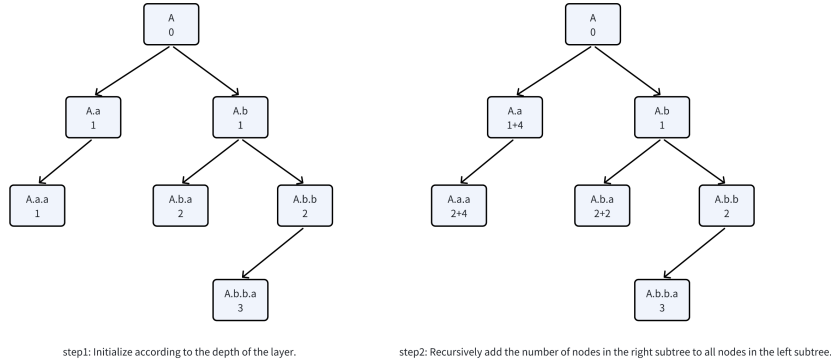 A
0
A.a
1
A.b
1
A.a.a
1
A.b.a
2
A.b.b
2
A.b.b.a
3
step1: Initialize according to the depth of the layer.
A
0
A.a
1+4
A.b
1
A.a.a
2+4
A.b.a
2+2
A.b.b
2
A.b.b.a
3
step2: Recursively add the number of nodes in the right subtree to all nodes in the left subtree.